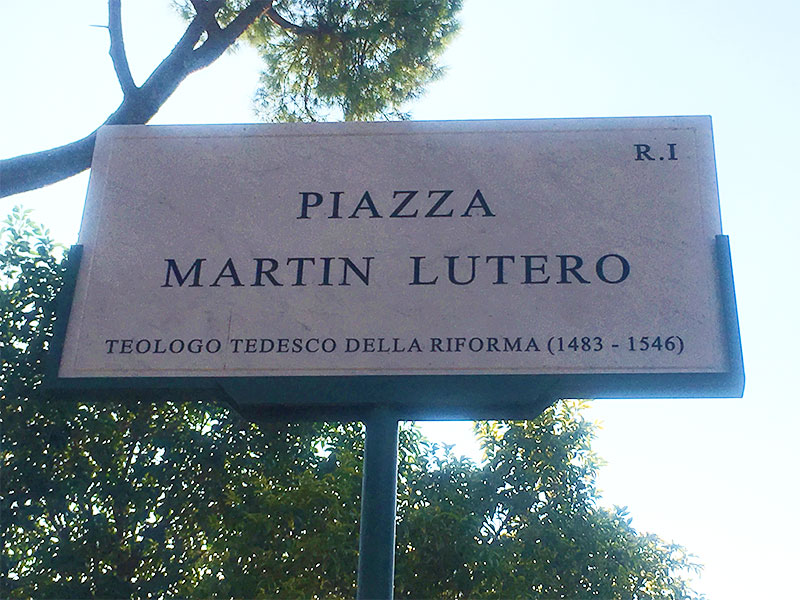 R.I
PIAZZA
MARTIN LUTERO
TEOLOGO TEDESCO DELLA RIFORMA (1483 - 1546)